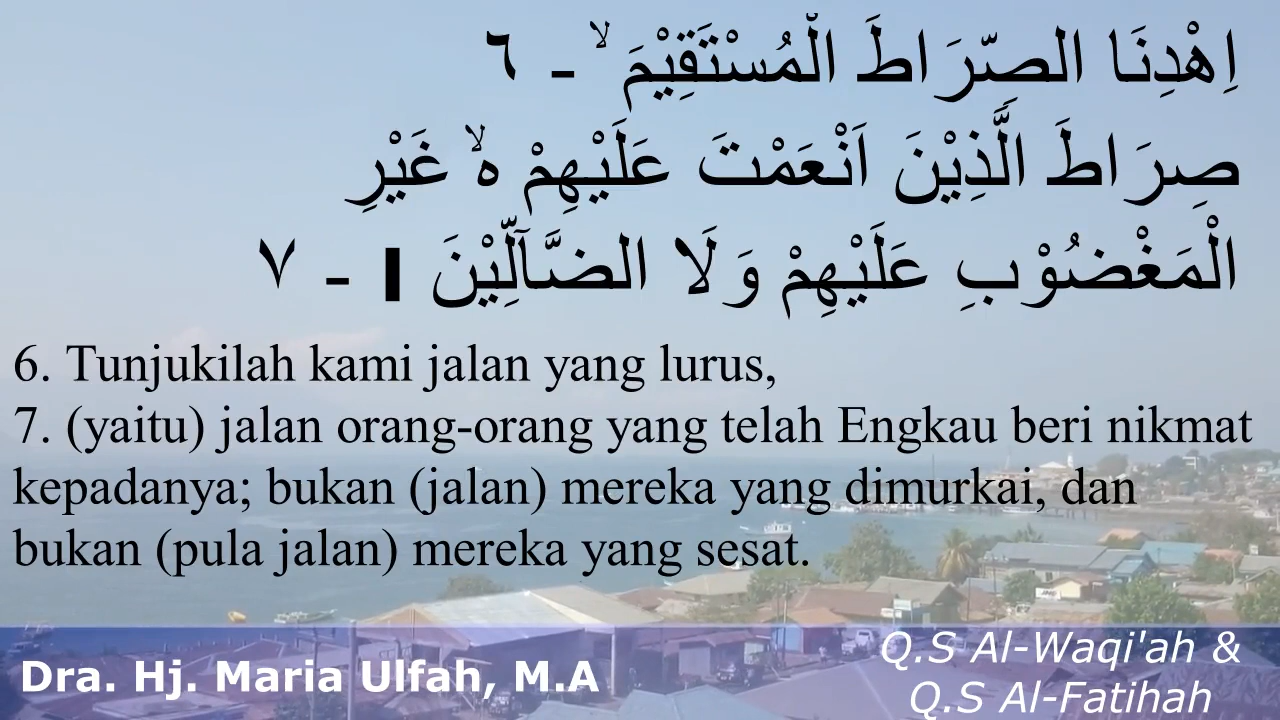 اِهْدِنَا الصِّرَاطَ الْمُسْتَقِيْمَ ۙ - ٦
صِرَاطَ الَّذِيْنَ اَنْعَمْتَ عَلَيْهِمْ ەۙ غَيْرِ
الْمَغْضُوْبِ عَلَيْهِمْ وَلَا الضَّاۤلِّيْنَ ࣖ - ٧
6. Tunjukilah kami jalan yang lurus,
7. (yaitu) jalan orang-orang yang telah Engkau beri nikmat
kepadanya; bukan (jalan) mereka yang dimurkai, dan
bukan (pula jalan) mereka yang sesat.
Dra. Hj. Maria Ulfah, M.A
Q.S Al-Waqi'ah &
Q.S Al-Fatihah